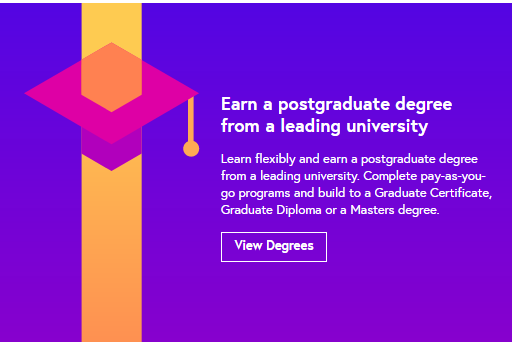 Earn a postgraduate degree
from a leading university
Learn flexibly and earn a postgraduate degree
from a leading university. Complete pay-as-you-
go programs and build to a Graduate Certificate,
Graduate Diploma or a Masters degree.
View Degrees